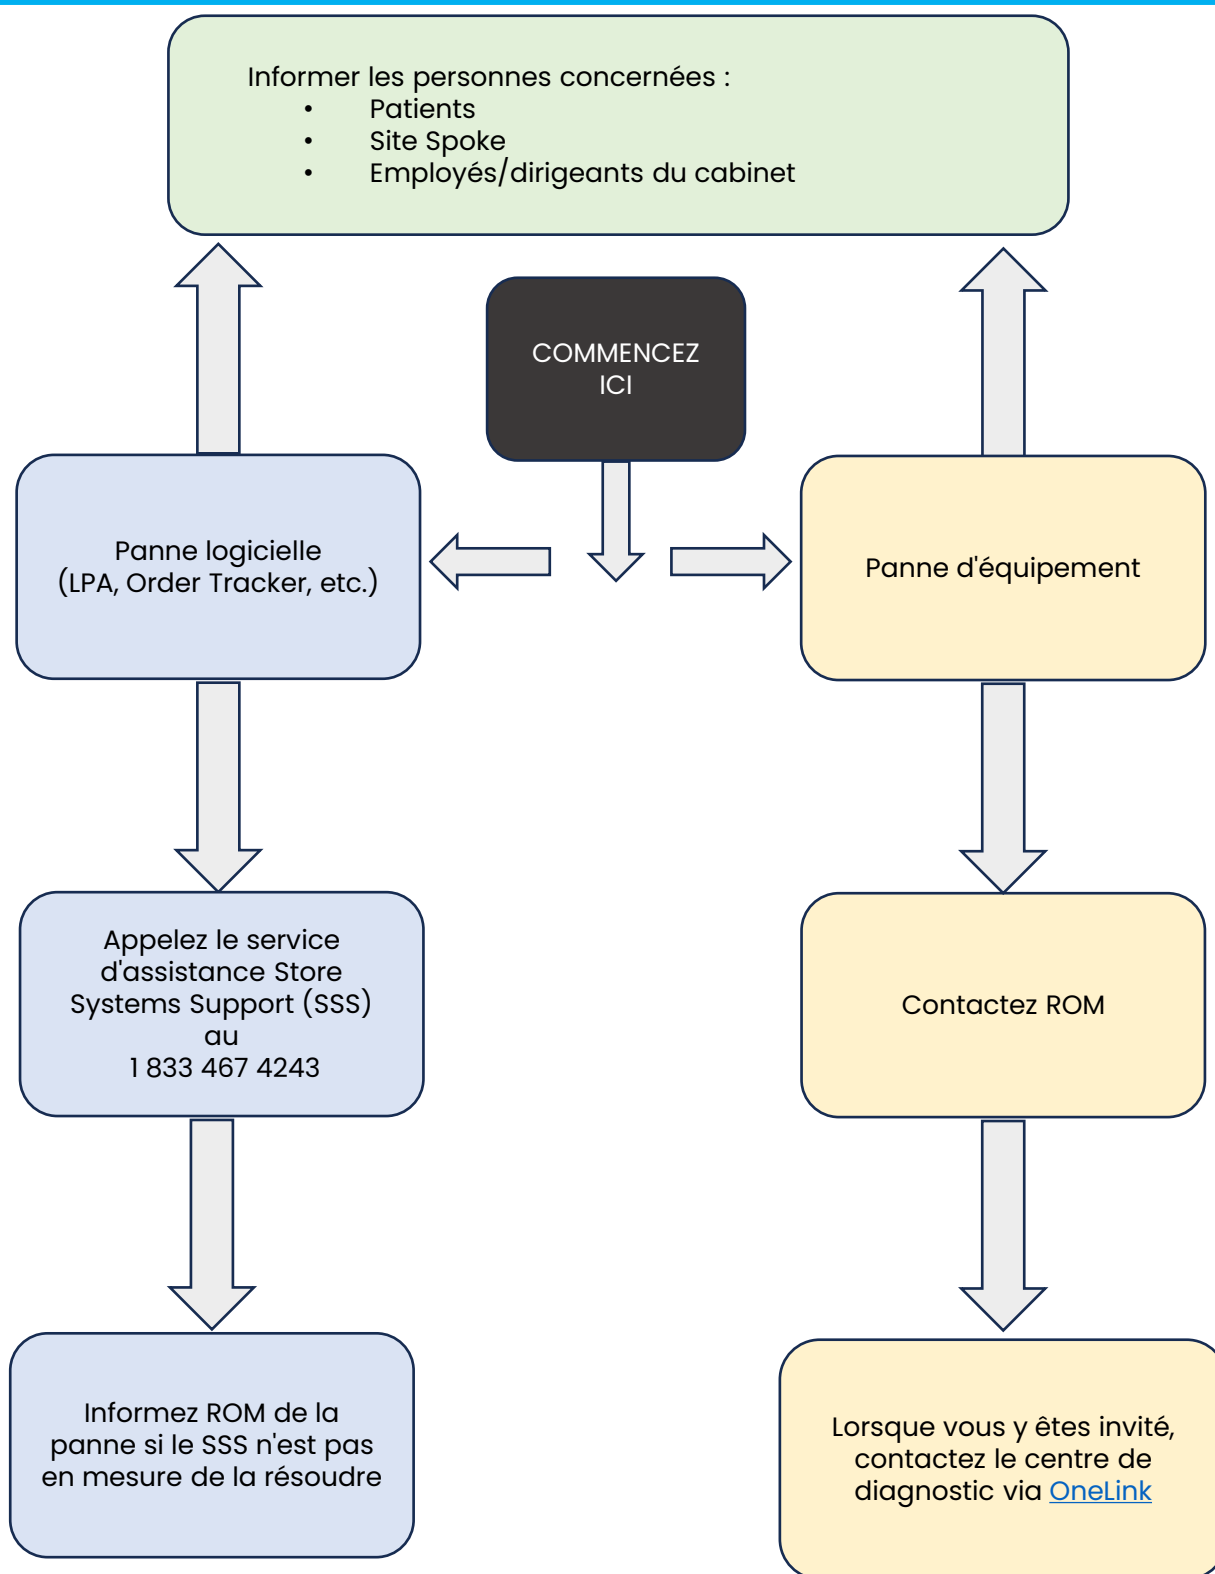 Informer les personnes concernées :
• Patients
• Site Spoke
• Employés/dirigeants du cabinet
COMMENCEZ
ICI
Panne logicielle
(LPA, Order Tracker, etc.)
Panne d'équipement
Appelez le service
d'assistance Store
Systems Support (SSS)
au
1 833 467 4243
Contactez ROM
Informez ROM de la
panne si le SSS n'est pas
en mesure de la résoudre
Lorsque vous y êtes invité,
contactez le centre de
diagnostic via OneLink